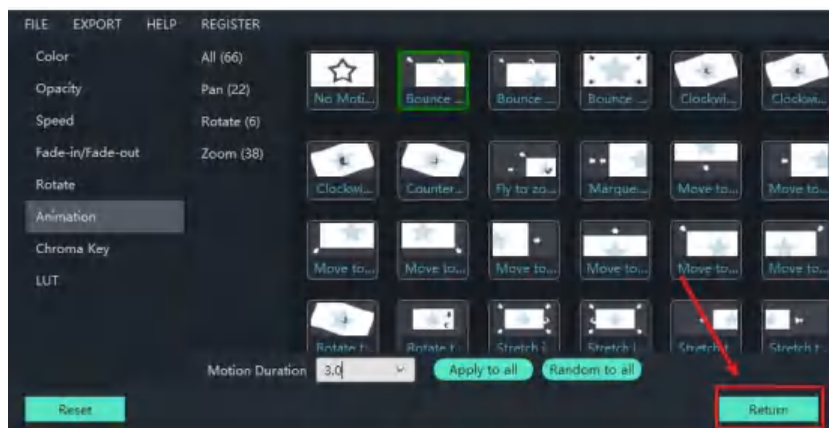 FILE EXPORT HELP REGISTER
Color
Opacity
Speed
Fade-in/Fade-out
Rotate
Animation
Chroma Key
LUT
All (66)
Pan (22)
Rotate (6)
Zoom (38)
No Moti... Bounce ... Bounce ... Bounce ... Clockwi... Clockwi...
Clockwi... Counter... Fly to zo... Marque... Move to... Move to...
Move to... Move to... Move to... Move to... Move to... Move to...
Rotate t... Rotate t... Stretch i... Stretch i... Stretch t... Stretch t...
Motion Duration 3.0 Apply to all Random to all
Reset Return